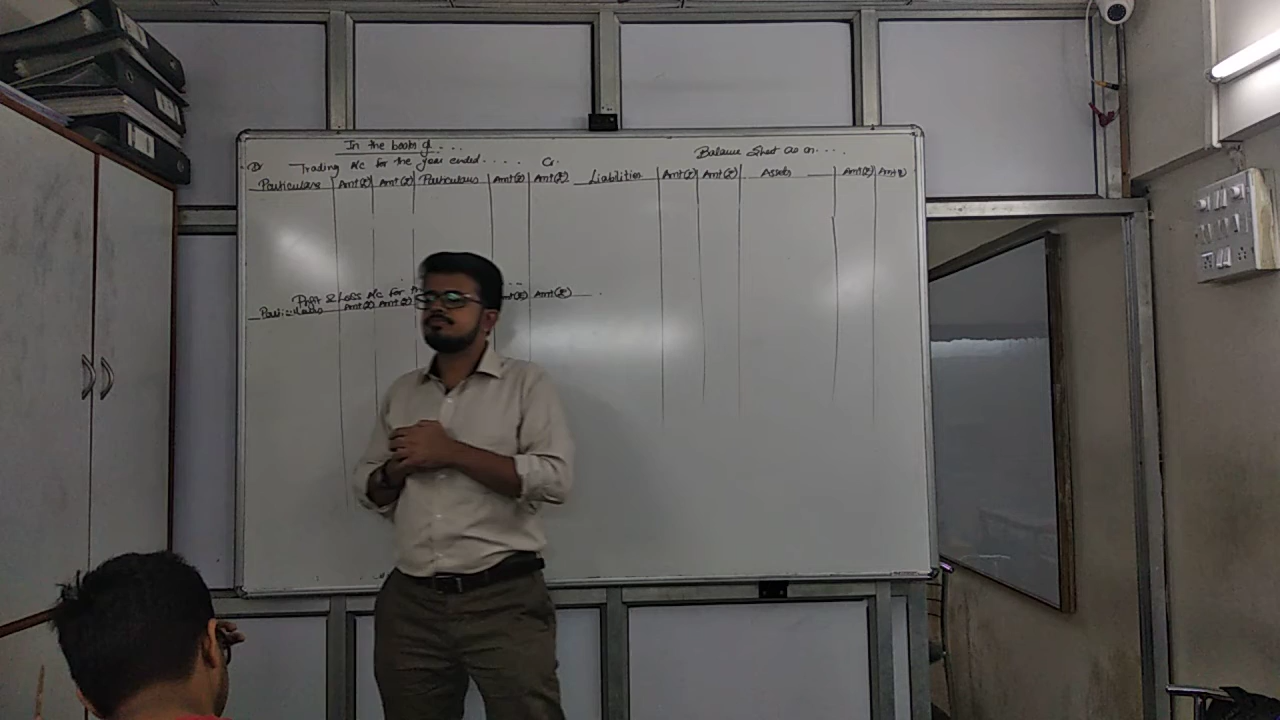 In the books of ....
Dr Trading A/c for the year ended..... Cr.
Particulars Amt(₹) Amt(₹) Particulars Amt(₹) Amt(₹)
Profit & Loss A/c for th
Particulars Amt(₹) Amt(₹) Amt(₹) Amt(₹)
Balance Sheet as on.....
Liabilities Amt(₹) Amt(₹) Assets Amt(₹) Amt(₹)